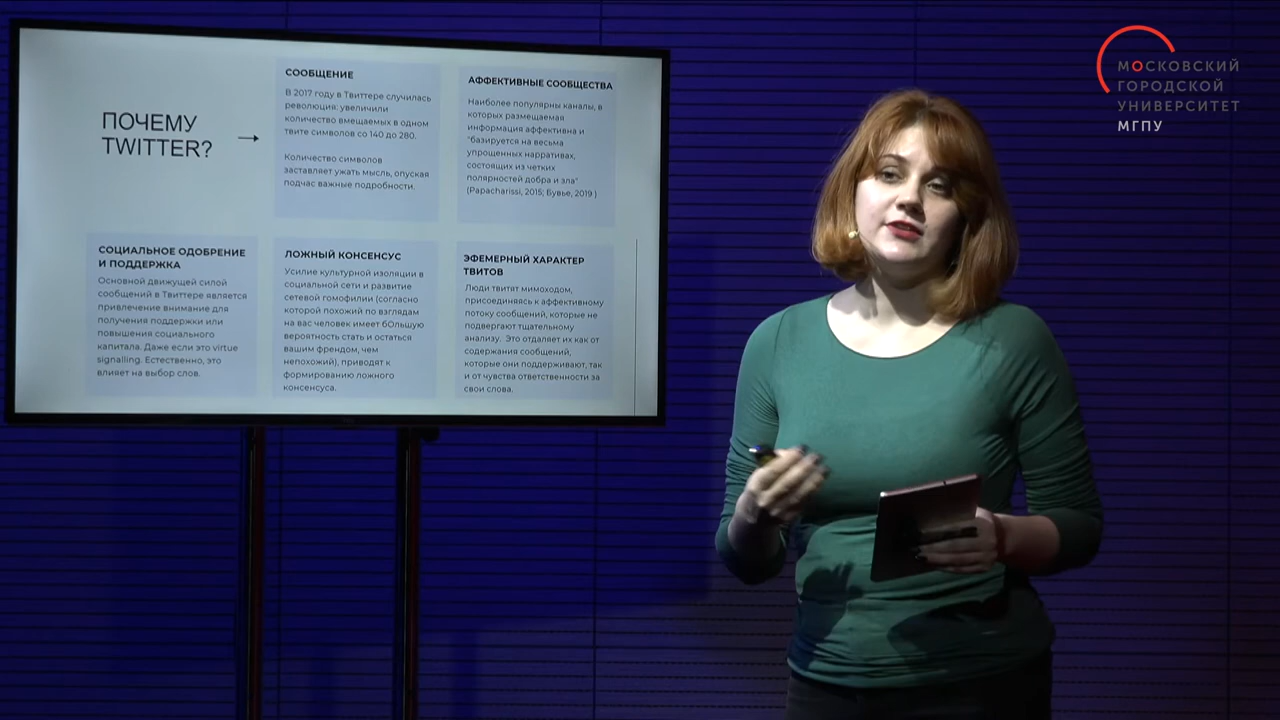 ПОЧЕМУ
TWITTER?
СООБЩЕНИЕ
В 2017 году в Твиттере случилась
революция: увеличили
количество вмещаемых в одном
твите символов со 140 до 280.
Количество символов
заставляет ужать мысль, опуская
подчас важные подробности.
АФФЕКТИВНЫЕ СООБЩЕСТВА
Наиболее популярны каналы, в
которых размещаемая
информация аффективна и
"базируется на весьма
упрощенных нарративах,
состоящих из четких
полярностей добра и зла"
(Papacharissi, 2015; Бувье, 2019 )
СОЦИАЛЬНОЕ ОДОБРЕНИЕ
И ПОДДЕРЖКА
Основной движущей силой
сообщений в Твиттере является
привлечение внимание для
получения поддержки или
повышения социального
капитала. Даже если это virtue
signalling. Естественно, это
влияет на выбор слов.
ЛОЖНЫЙ КОНСЕНСУС
Усилие культурной изоляции в
социальной сети и развитие
сетевой гомофилии (согласно
которой похожий по взглядам
на вас человек имеет бОльшую
вероятность стать и остаться
вашим френдом, чем
непохожий), приводят к
формированию ложного
консенсуса.
ЭФЕМЕРНЫЙ ХАРАКТЕР
ТВИТОВ
Люди твитят мимоходом,
присоединяясь к аффективному
потоку сообщений, которые не
подвергают тщательному
анализу. Это отдаляет их как от
содержания сообщений,
которые они поддерживают, так
и от чувства ответственности за
свои слова.
МОСКОВСКИЙ
ГОРОДСКОЙ
УНИВЕРСИТЕТ
МГПУ